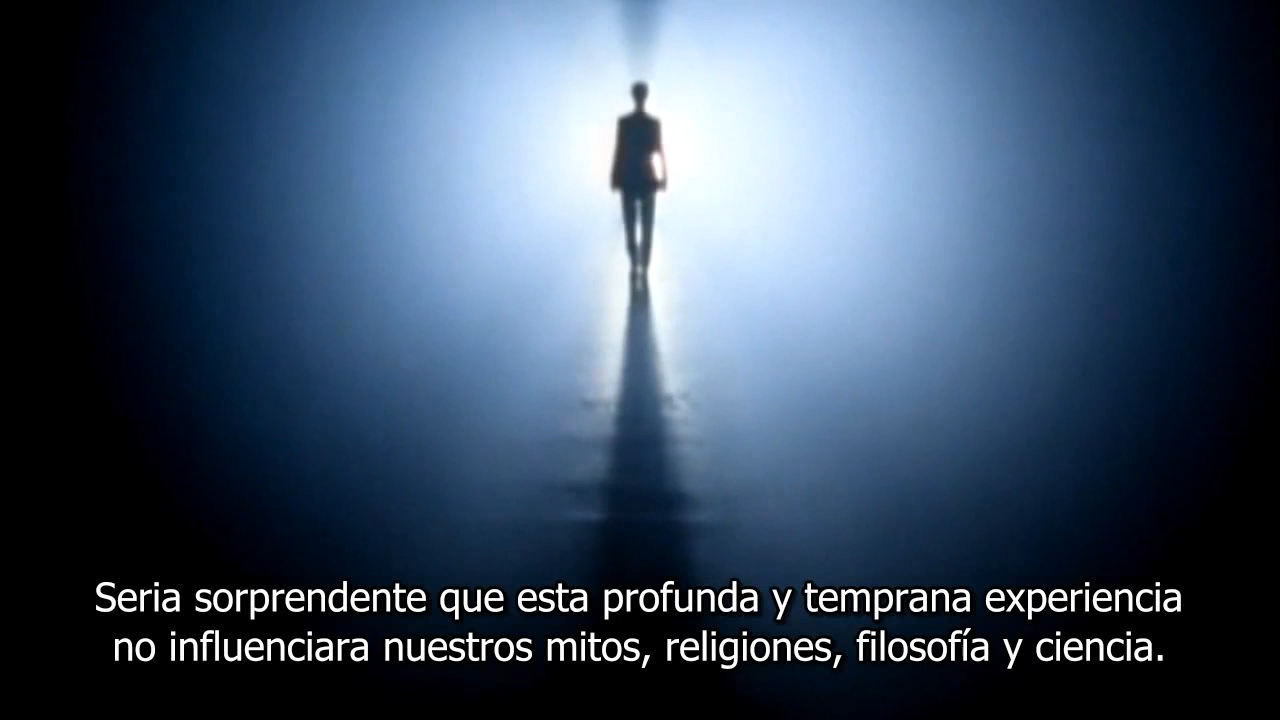 Seria sorprendente que esta profunda y temprana experiencia
no influenciara nuestros mitos, religiones, filosofía y ciencia.